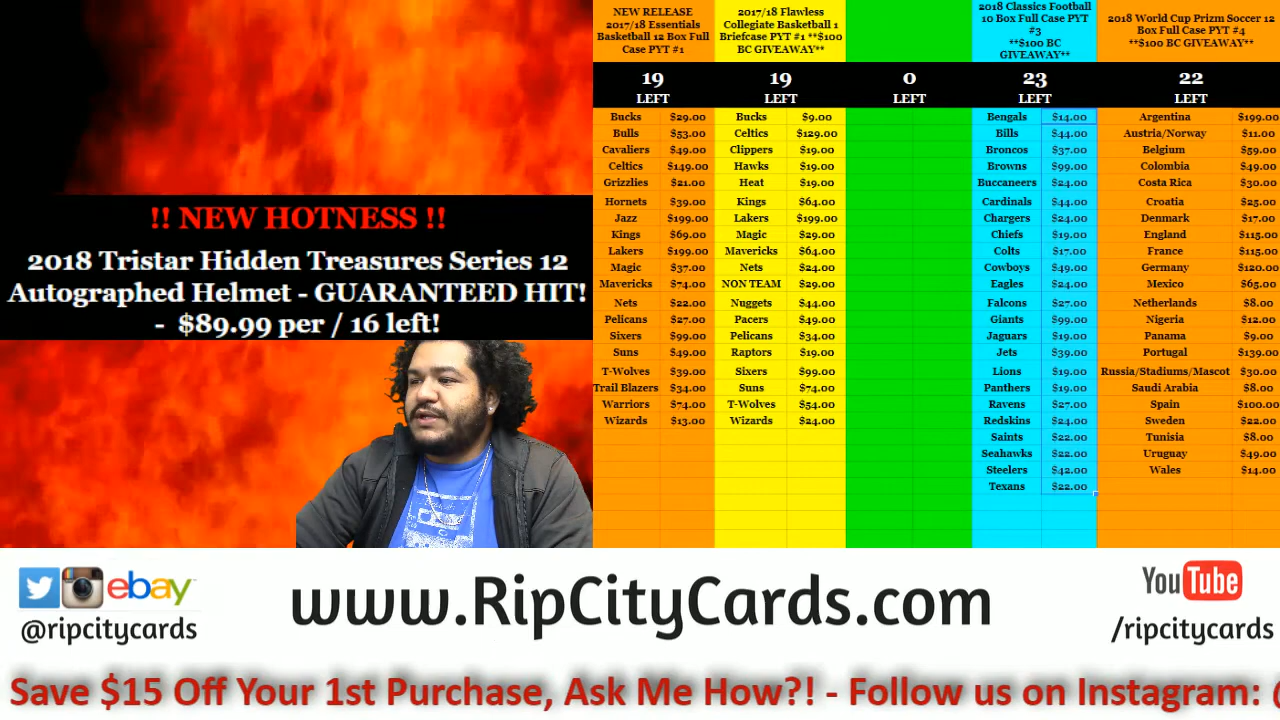 NEW RELEASE
2017/18 Essentials
Basketball 12 Box Full
Case PYT #1
2017/18 Flawless
Collegiate Basketball 1
Briefcase PYT #1 **$100
BC GIVEAWAY**
2018 Classics Football
10 Box Full Case PYT
#3
**$100 BC
GIVEAWAY**
2018 World Cup Prizm Soccer 12
Box Full Case PYT #4
**$100 BC GIVEAWAY**
19 19 0 23 22
LEFT LEFT LEFT LEFT LEFT
Bucks $29.00 Bucks $9.00 Bengals $14.00 Argentina $199.00
Bulls $53.00 Celtics $129.00 Bills $44.00 Austria/Norway $11.00
Cavaliers $49.00 Clippers $19.00 Broncos $37.00 Belgium $59.00
Celtics $149.00 Hawks $19.00 Browns $99.00 Colombia $49.00
Grizzlies $21.00 Heat $19.00 Buccaneers $24.00 Costa Rica $30.00
Hornets $39.00 Kings $64.00 Cardinals $44.00 Croatia $25.00
Jazz $199.00 Lakers $199.00 Chargers $24.00 Denmark $17.00
Kings $69.00 Magic $29.00 Chiefs $19.00 England $115.00
Lakers $199.00 Mavericks $64.00 Colts $17.00 France $115.00
Magic $37.00 Nets $24.00 Cowboys $49.00 Germany $120.00
Mavericks $74.00 NON TEAM $29.00 Eagles $24.00 Mexico $65.00
Nets $22.00 Nuggets $44.00 Falcons $27.00 Netherlands $8.00
Pelicans $27.00 Pacers $49.00 Giants $99.00 Nigeria $12.00
Sixers $99.00 Pelicans $34.00 Jaguars $19.00 Panama $9.00
Suns $49.00 Raptors $19.00 Jets $39.00 Portugal $139.00
T-Wolves $39.00 Sixers $99.00 Lions $19.00 Russia/Stadiums/Mascot $30.00
Trail Blazers $34.00 Suns $74.00 Panthers $19.00 Saudi Arabia $8.00
Warriors $74.00 T-Wolves $54.00 Ravens $27.00 Spain $100.00
Wizards $13.00 Wizards $24.00 Redskins $24.00 Sweden $22.00
Saints $22.00 Tunisia $8.00
Seahawks $22.00 Uruguay $49.00
Steelers $42.00 Wales $14.00
Texans $22.00
!! NEW HOTNESS !!
2018 Tristar Hidden Treasures Series 12
Autographed Helmet - GUARANTEED HIT!
- $89.99 per / 16 left!
ebay
@ripcitycards
www.RipCityCards.com
YouTube
/ripcitycards
Save $15 Off Your 1st Purchase, Ask Me How?! - Follow us on Instagram: